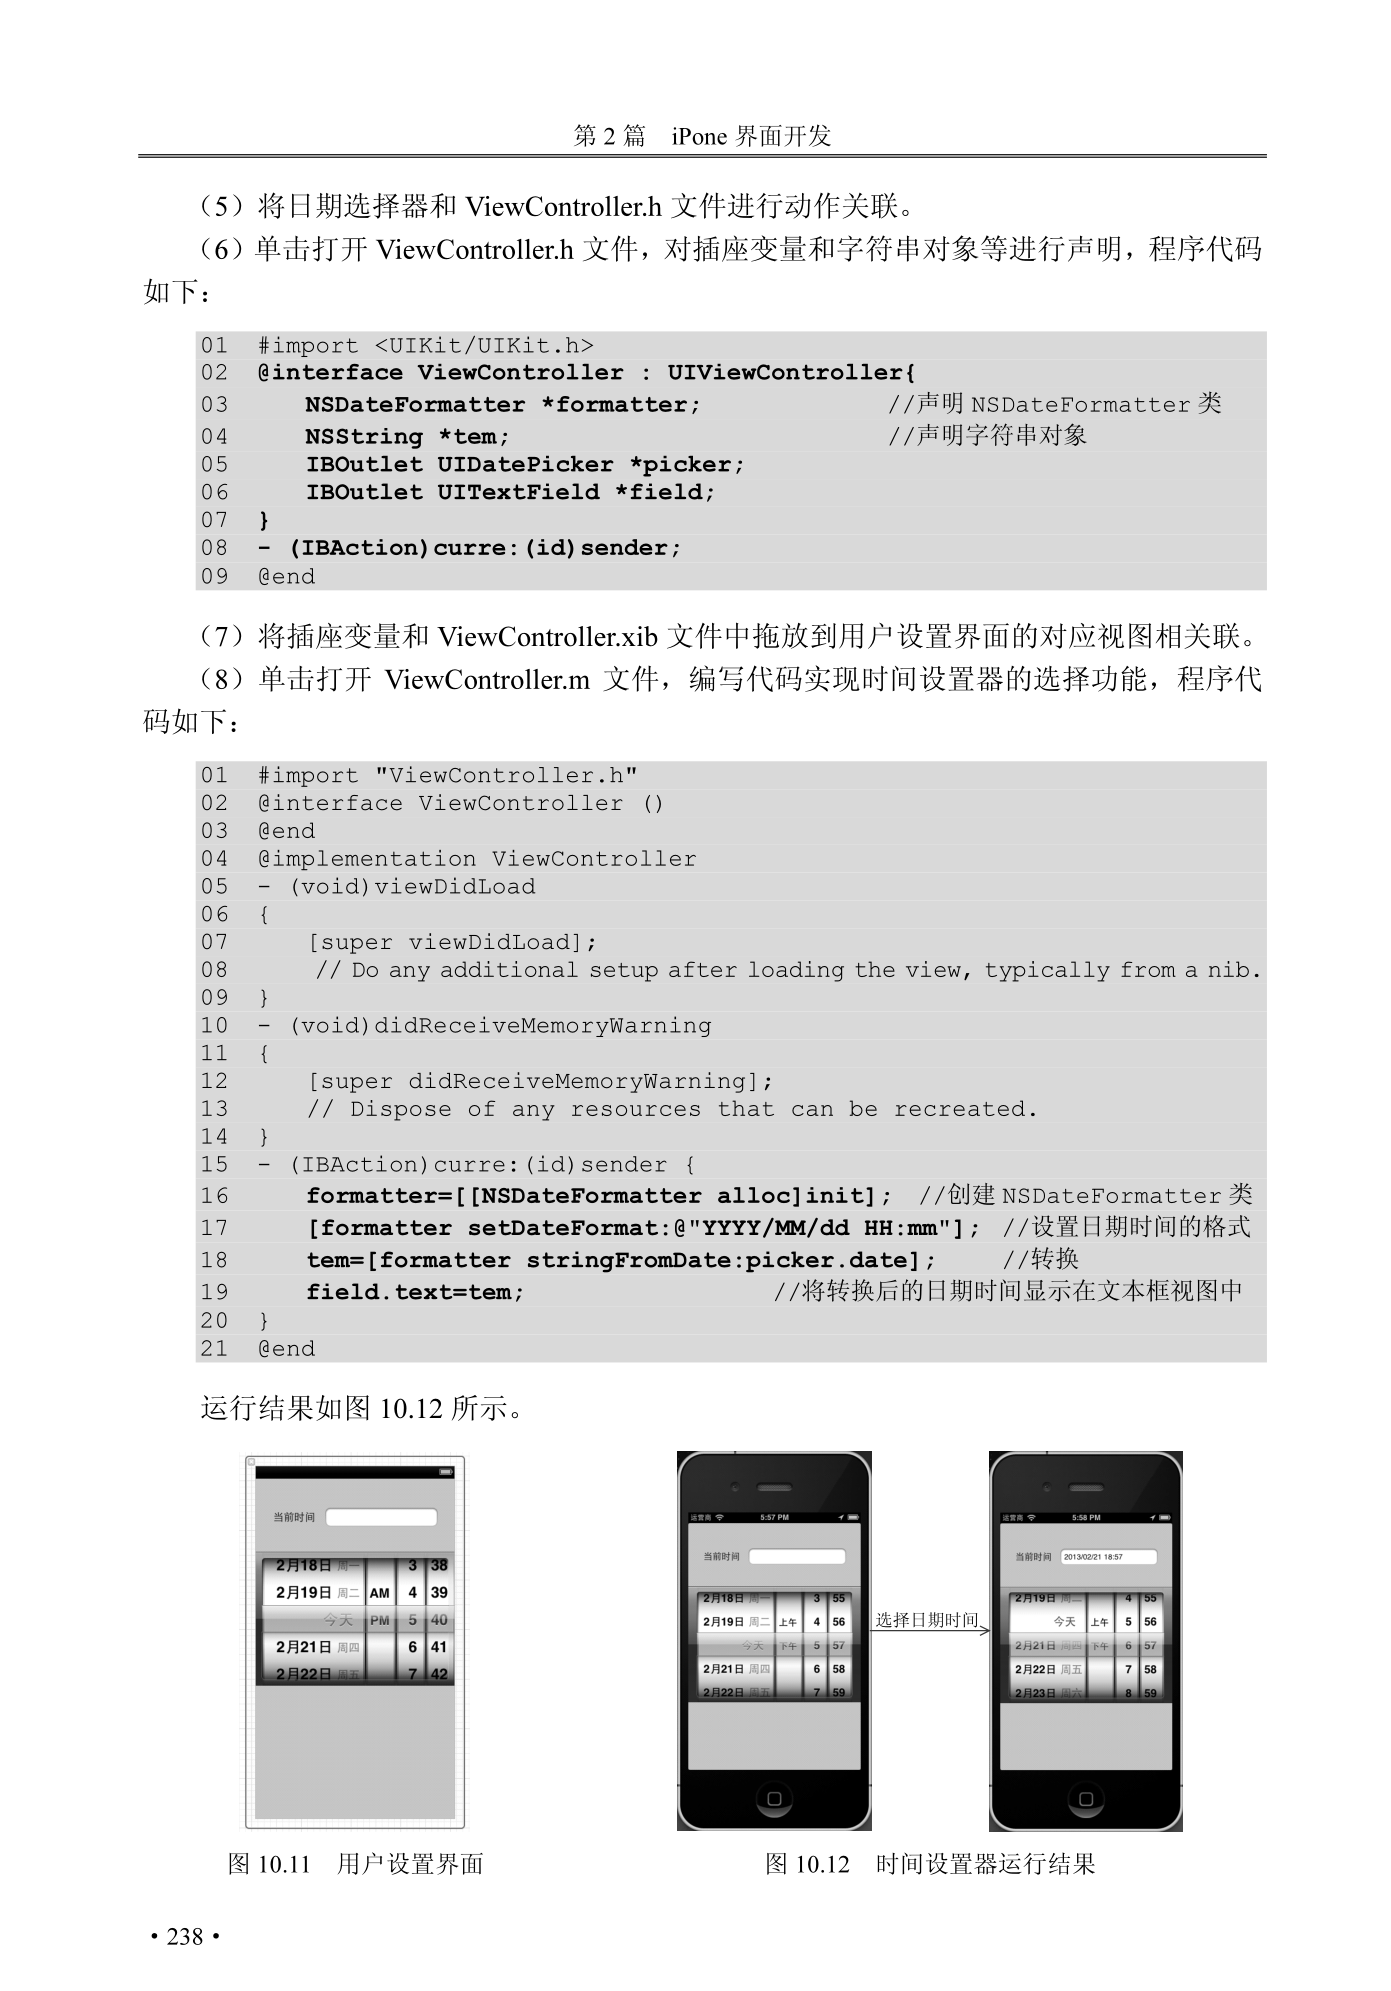 第 2 篇 iPone 界面开发
（5）将日期选择器和 ViewController.h 文件进行动作关联。
（6）单击打开 ViewController.h 文件，对插座变量和字符串对象等进行声明，程序代码
如下：
01 #import <UIKit/UIKit.h>
02 @interface ViewController : UIViewController{
03 NSDateFormatter *formatter; //声明 NSDateFormatter 类
04 NSString *tem; //声明字符串对象
05 IBOutlet UIDatePicker *picker;
06 IBOutlet UITextField *field;
07 }
08 - (IBAction)curre:(id)sender;
09 @end
（7）将插座变量和 ViewController.xib 文件中拖放到用户设置界面的对应视图相关联。
（8）单击打开 ViewController.m 文件，编写代码实现时间设置器的选择功能，程序代
码如下：
01 #import "ViewController.h"
02 @interface ViewController ()
03 @end
04 @implementation ViewController
05 - (void)viewDidLoad
06 {
07 [super viewDidLoad];
08 // Do any additional setup after loading the view, typically from a nib.
09 }
10 - (void)didReceiveMemoryWarning
11 {
12 [super didReceiveMemoryWarning];
13 // Dispose of any resources that can be recreated.
14 }
15 - (IBAction)curre:(id)sender {
16 formatter=[[NSDateFormatter alloc]init]; //创建 NSDateFormatter 类
17 [formatter setDateFormat:@"YYYY/MM/dd HH:mm"]; //设置日期时间的格式
18 tem=[formatter stringFromDate:picker.date]; //转换
19 field.text=tem; //将转换后的日期时间显示在文本框视图中
20 }
21 @end
运行结果如图 10.12 所示。
当前时间
2月18日 周一 3 38
2月19日 周二 AM 4 39
今天 PM 5 40
2月21日 周四 6 41
2月22日 周五 7 42
图 10.11 用户设置界面
运营商 5:57 PM
当前时间
2月18日 周一 3 55
2月19日 周二 上午 4 56
今天 下午 5 57
2月21日 周四 6 58
2月22日 周五 7 59
选择日期时间
运营商 5:58 PM
当前时间 2013/02/21 18:57
2月19日 周二 4 55
今天 上午 5 56
2月21日 周四 下午 6 57
2月22日 周五 7 58
2月23日 周六 8 59
图 10.12 时间设置器运行结果
• 238 •